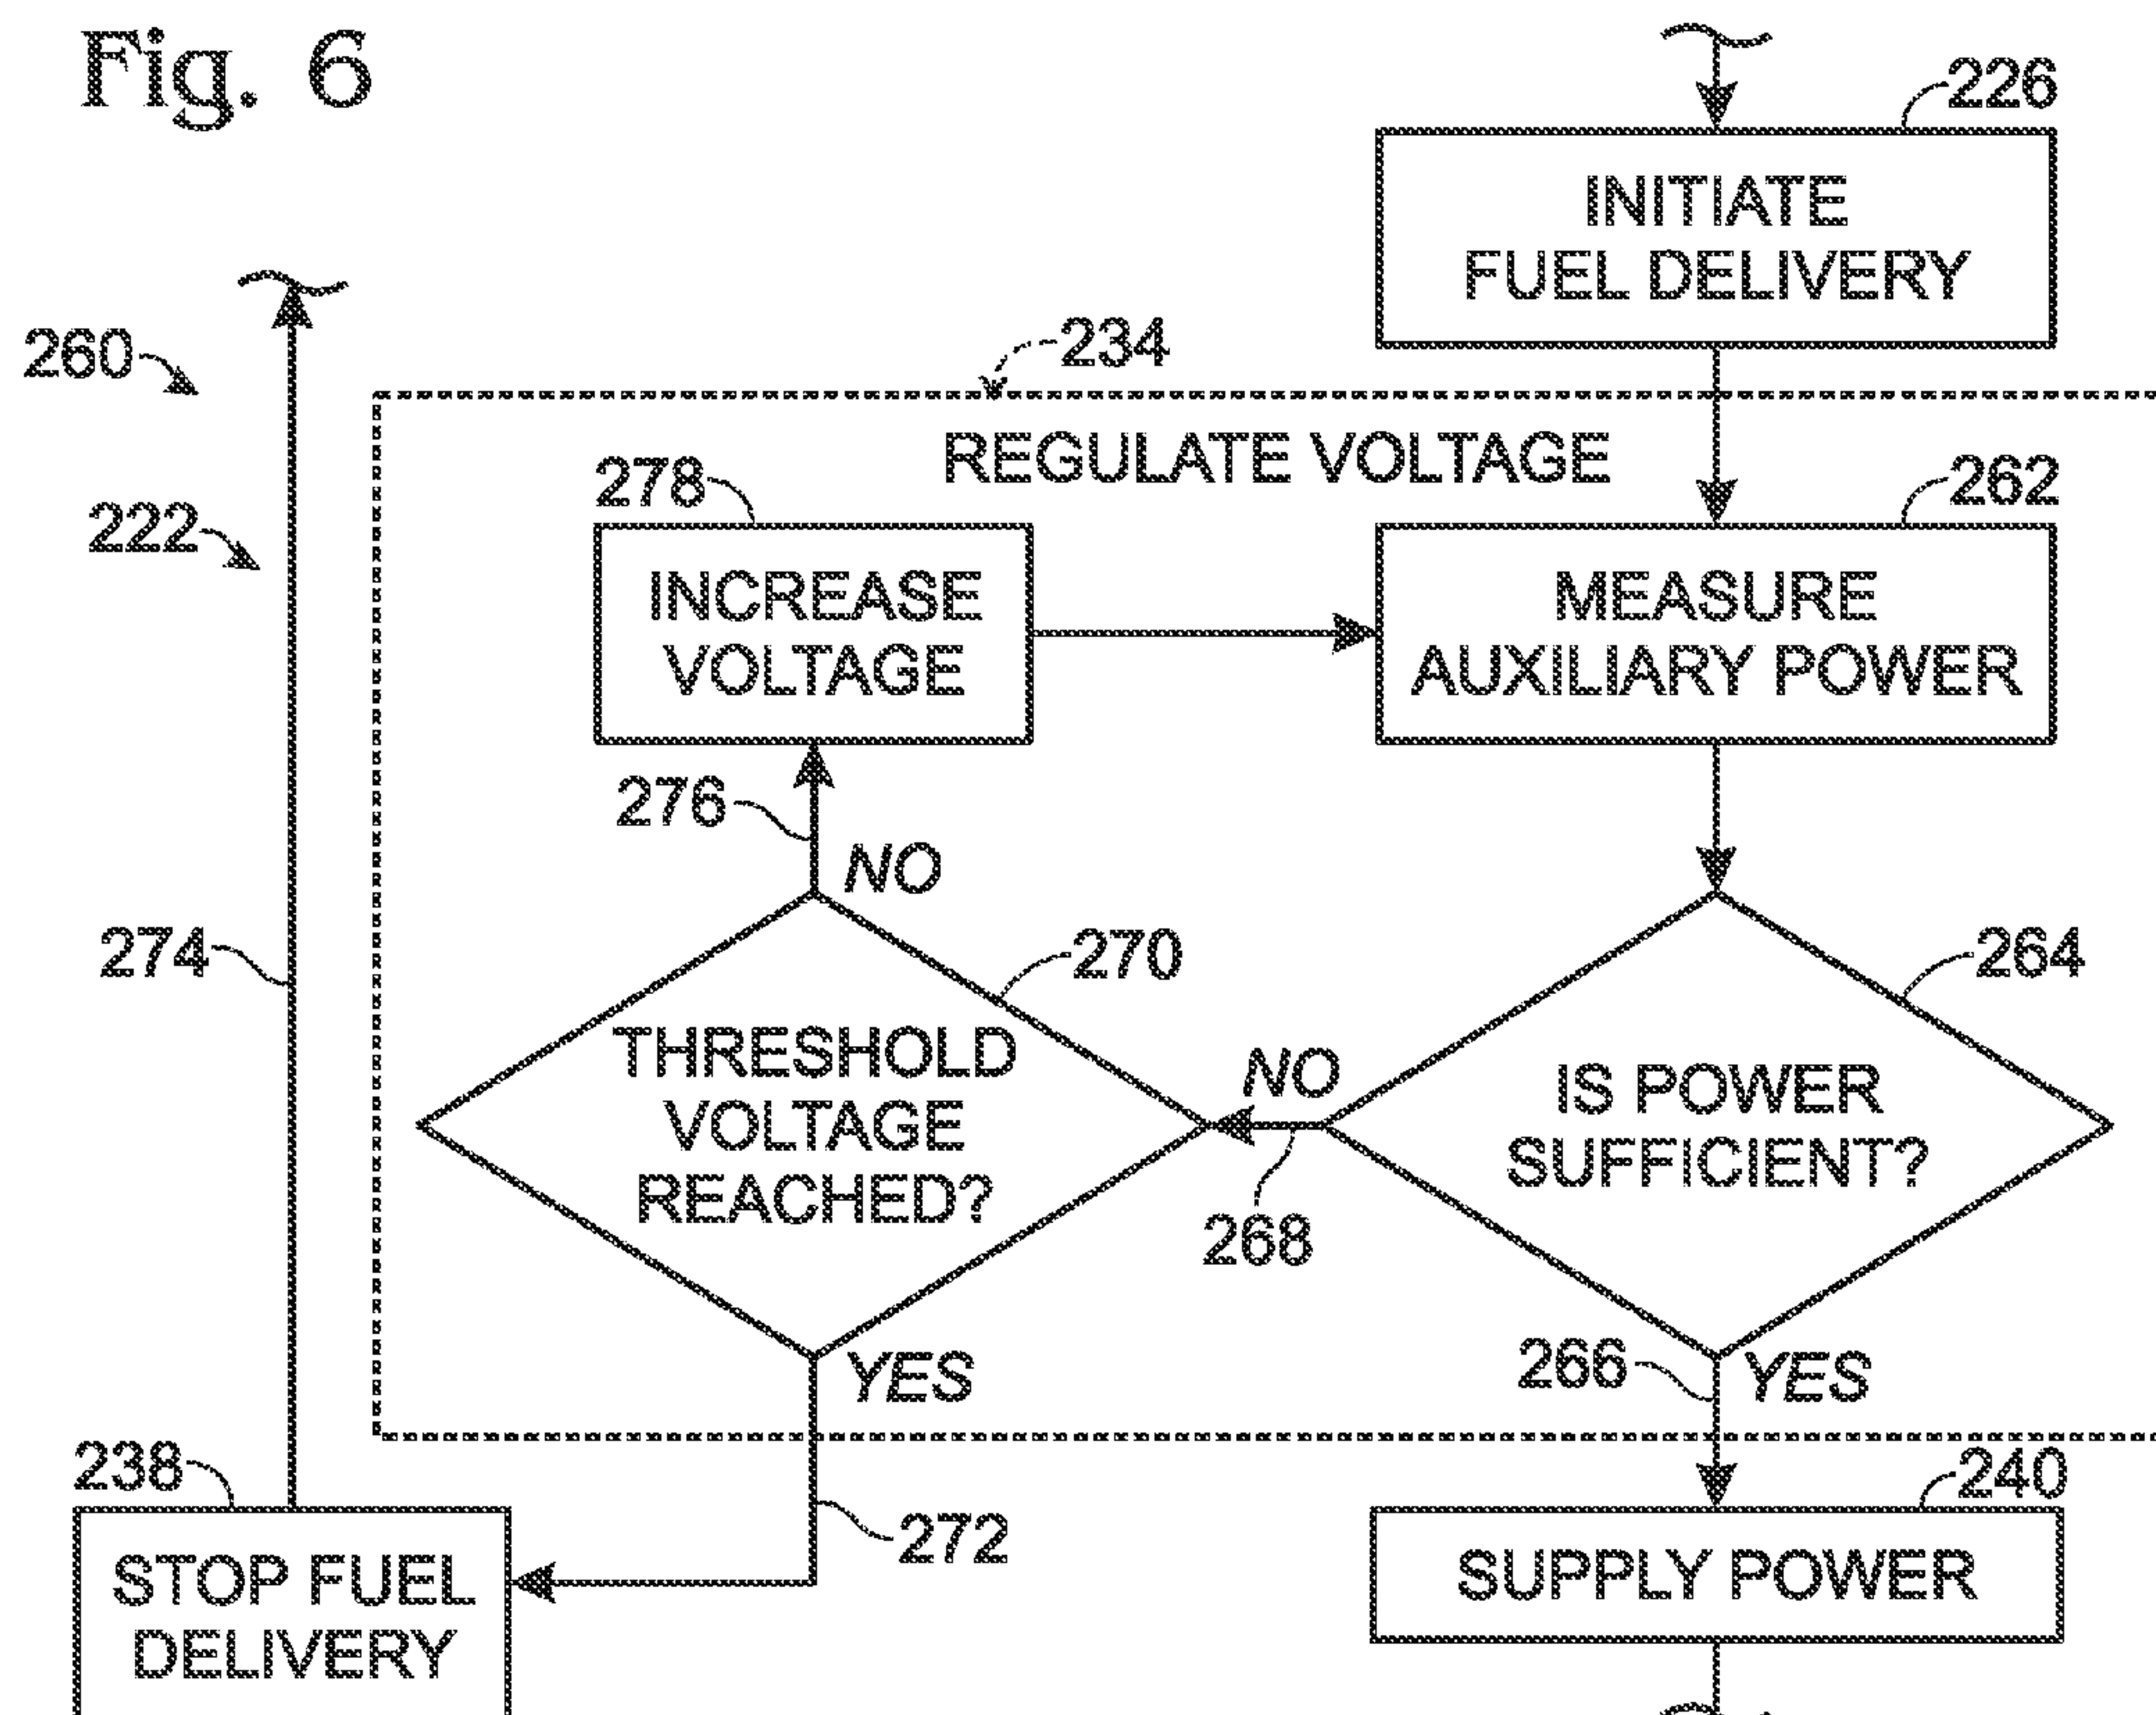 Fig. 6
226
INITIATE
FUEL DELIVERY
260
234
222
REGULATE VOLTAGE
278
INCREASE
VOLTAGE
262
MEASURE
AUXILIARY POWER
276
NO
274
270
THRESHOLD
VOLTAGE
REACHED?
264
IS POWER
SUFFICIENT?
NO
268
YES
266
YES
238
STOP FUEL
DELIVERY
272
240
SUPPLY POWER